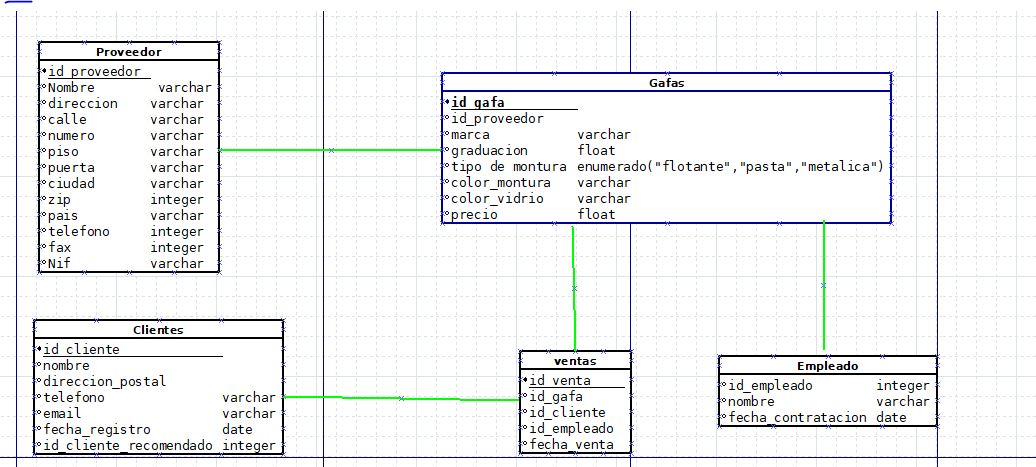 Proveedor
id_proveedor
Nombre varchar
direccion varchar
calle varchar
numero varchar
piso varchar
puerta varchar
ciudad varchar
zip integer
pais varchar
telefono integer
fax integer
Nif varchar
Gafas
id_gafa
id_proveedor
marca varchar
graduacion float
tipo de montura enumerado("flotante","pasta","metalica")
color_montura varchar
color_vidrio varchar
precio float
Clientes
id_cliente
nombre
direccion_postal
telefono varchar
email varchar
fecha_registro date
id_cliente_recomendado integer
ventas
id_venta
id_gafa
id_cliente
id_empleado
fecha_venta
Empleado
id_empleado integer
nombre varchar
fecha_contratacion date